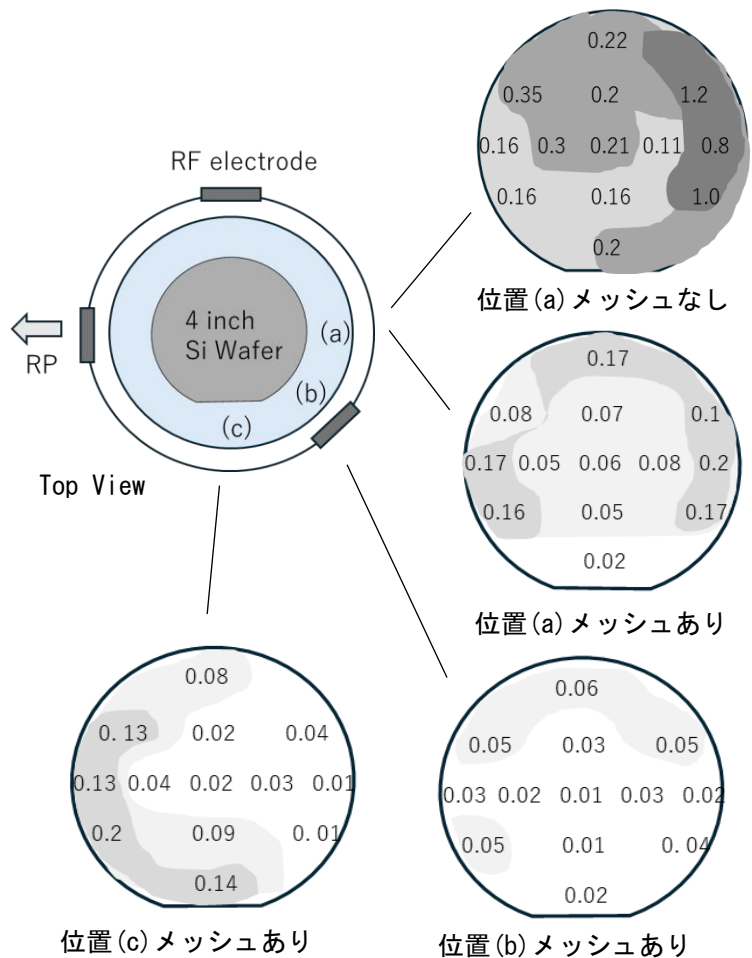 0.22
0.35 0.2 1.2
0.16 0.3 0.21 0.11 0.8
0.16 0.16 1.0
0.2
位置(a)メッシュなし
RF electrode
4 inch
Si Wafer
(a)
(b)
(c)
RP
Top View
0.17
0.08 0.07 0.1
0.17 0.05 0.06 0.08 0.2
0.16 0.05 0.17
0.02
位置(a)メッシュあり
0.08
0.13 0.02 0.04
0.13 0.04 0.02 0.03 0.01
0.2 0.09 0.01
0.14
位置(c)メッシュあり
0.06
0.05 0.03 0.05
0.03 0.02 0.01 0.03 0.02
0.05 0.01 0.04
0.02
位置(b)メッシュあり